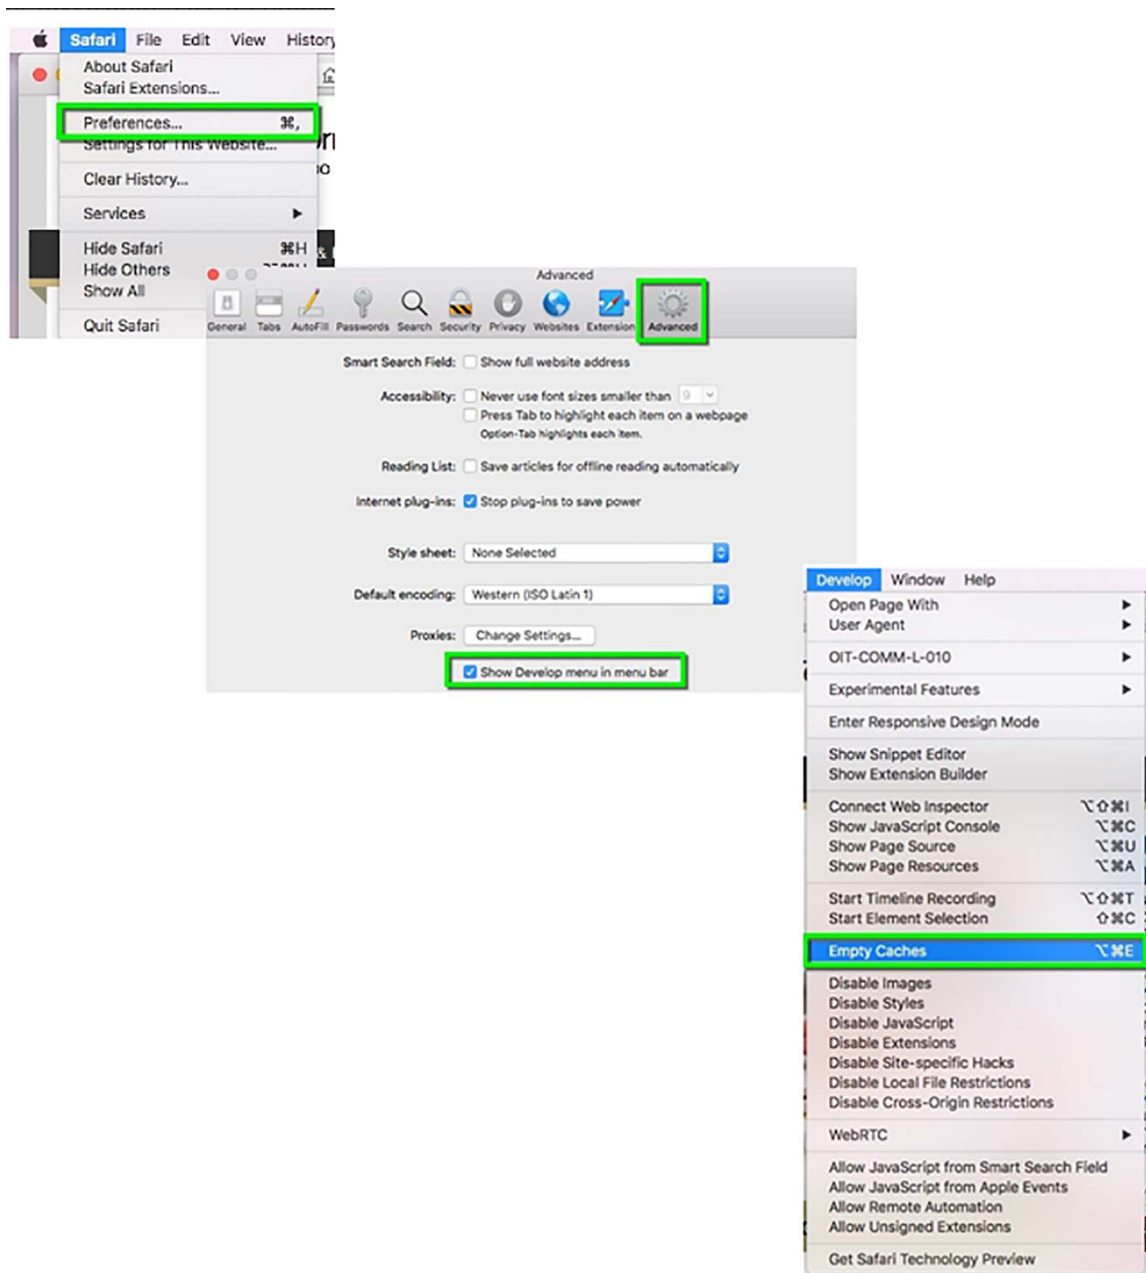 Safari File Edit View History
About Safari
Safari Extensions...
Preferences... ⌘,
Settings for This Website...
Clear History...
Services ▶
Hide Safari ⌘H
Hide Others
Show All
Quit Safari
Advanced
General Tabs AutoFill Passwords Search Security Privacy Websites Extension Advanced
Smart Search Field: Show full website address
Accessibility: Never use font sizes smaller than 9
Press Tab to highlight each item on a webpage
Option-Tab highlights each item.
Reading List: Save articles for offline reading automatically
Internet plug-ins: Stop plug-ins to save power
Style sheet: None Selected
Default encoding: Western (ISO Latin 1)
Proxies: Change Settings...
Show Develop menu in menu bar
Develop Window Help
Open Page With ▶
User Agent ▶
OIT-COMM-L-010 ▶
Experimental Features ▶
Enter Responsive Design Mode
Show Snippet Editor
Show Extension Builder
Connect Web Inspector ⌥⇧⌘I
Show JavaScript Console ⌥⌘C
Show Page Source ⌥⌘U
Show Page Resources ⌥⌘A
Start Timeline Recording ⌥⇧⌘T
Start Element Selection ⇧⌘C
Empty Caches ⌥⌘E
Disable Images
Disable Styles
Disable JavaScript
Disable Extensions
Disable Site-specific Hacks
Disable Local File Restrictions
Disable Cross-Origin Restrictions
WebRTC ▶
Allow JavaScript from Smart Search Field
Allow JavaScript from Apple Events
Allow Remote Automation
Allow Unsigned Extensions
Get Safari Technology Preview